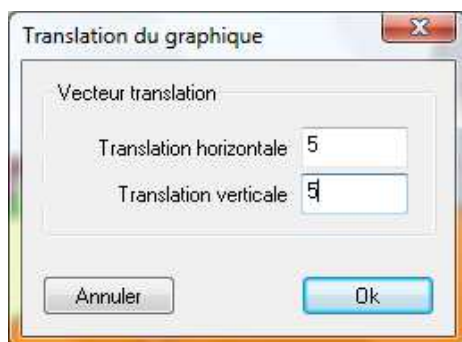 Translation du graphique
Vecteur translation
Translation horizontale 5
Translation verticale 5
Annuler Ok